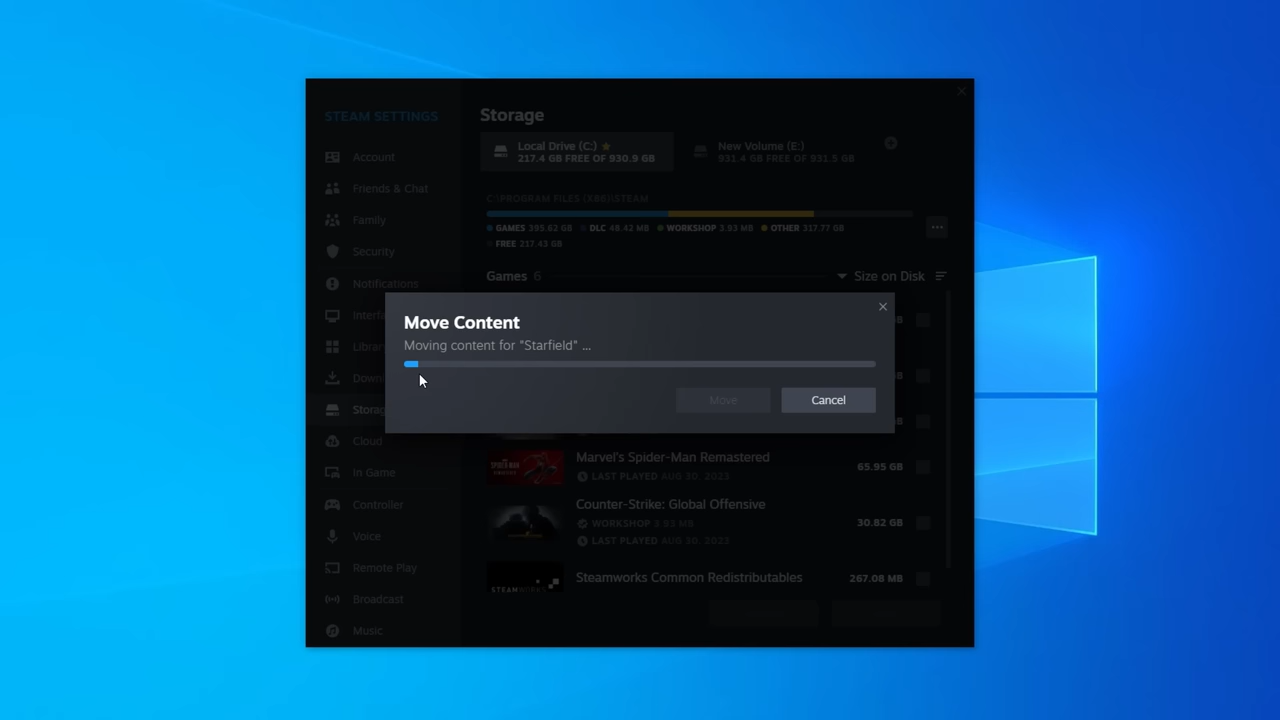 STEAM SETTINGS
Account
Friends & Chat
Family
Security
Notifications
Storage
Cloud
In Game
Controller
Voice
Remote Play
Broadcast
Music
Storage
Local Drive (C:)
217.4 GB FREE OF 930.9 GB
New Volume (E:)
931.4 GB FREE OF 931.5 GB
C:\PROGRAM FILES (X86)\STEAM
GAMES 395.62 GB DLC 48.42 MB WORKSHOP 3.93 MB OTHER 317.77 GB
FREE 217.43 GB
Games 6
Size on Disk
Move Content
Moving content for "Starfield" ...
Move
Cancel
Marvel's Spider-Man Remastered
LAST PLAYED AUG 30, 2023
65.95 GB
Counter-Strike: Global Offensive
WORKSHOP 3.93 MB
LAST PLAYED AUG 30, 2023
30.82 GB
Steamworks Common Redistributables
267.08 MB